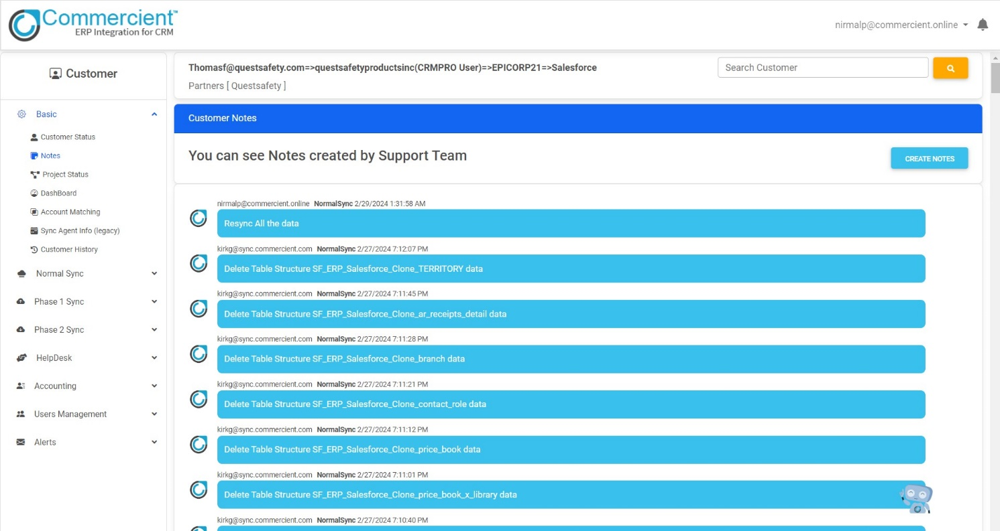 Commercient™
ERP Integration for CRM
nirmalp@commercient.online
Customer
Basic
Customer Status
Notes
Project Status
DashBoard
Account Matching
Sync Agent Info (legacy)
Customer History
Normal Sync
Phase 1 Sync
Phase 2 Sync
HelpDesk
Accounting
Users Management
Alerts
Thomasf@questsafety.com=>questsafetyproductsinc(CRMPRO User)=>EPICORP21=>Salesforce
Search Customer
Partners [ Questsafety ]
Customer Notes
You can see Notes created by Support Team
CREATE NOTES
nirmalp@commercient.online NormalSync 2/29/2024 1:31:58 AM
Resync All the data
kirkg@sync.commercient.com NormalSync 2/27/2024 7:12:07 PM
Delete Table Structure SF_ERP_Salesforce_Clone_TERRITORY data
kirkg@sync.commercient.com NormalSync 2/27/2024 7:11:45 PM
Delete Table Structure SF_ERP_Salesforce_Clone_ar_receipts_detail data
kirkg@sync.commercient.com NormalSync 2/27/2024 7:11:28 PM
Delete Table Structure SF_ERP_Salesforce_Clone_branch data
kirkg@sync.commercient.com NormalSync 2/27/2024 7:11:21 PM
Delete Table Structure SF_ERP_Salesforce_Clone_contact_role data
kirkg@sync.commercient.com NormalSync 2/27/2024 7:11:12 PM
Delete Table Structure SF_ERP_Salesforce_Clone_price_book data
kirkg@sync.commercient.com NormalSync 2/27/2024 7:11:01 PM
Delete Table Structure SF_ERP_Salesforce_Clone_price_book_x_library data
kirkg@sync.commercient.com NormalSync 2/27/2024 7:10:40 PM